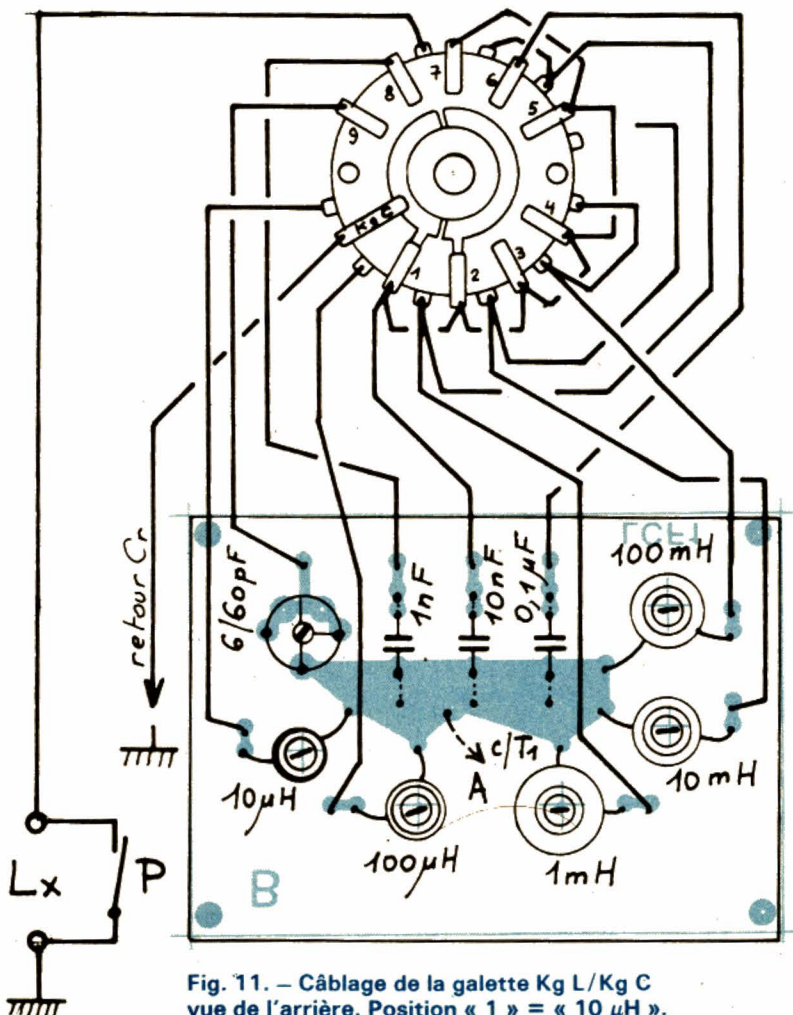 7
6
8
5
9
4
Kg C
1
2
3
retour Cr
6/60pF
1nF
10nF
0,1µF
LCF1
100mH
10µH
c/T1
A
10mH
100µH
1mH
B
Lx
P
Fig. 11. – Câblage de la galette Kg L/Kg C
vue de l'arrière. Position « 1 » = « 10 µH ».